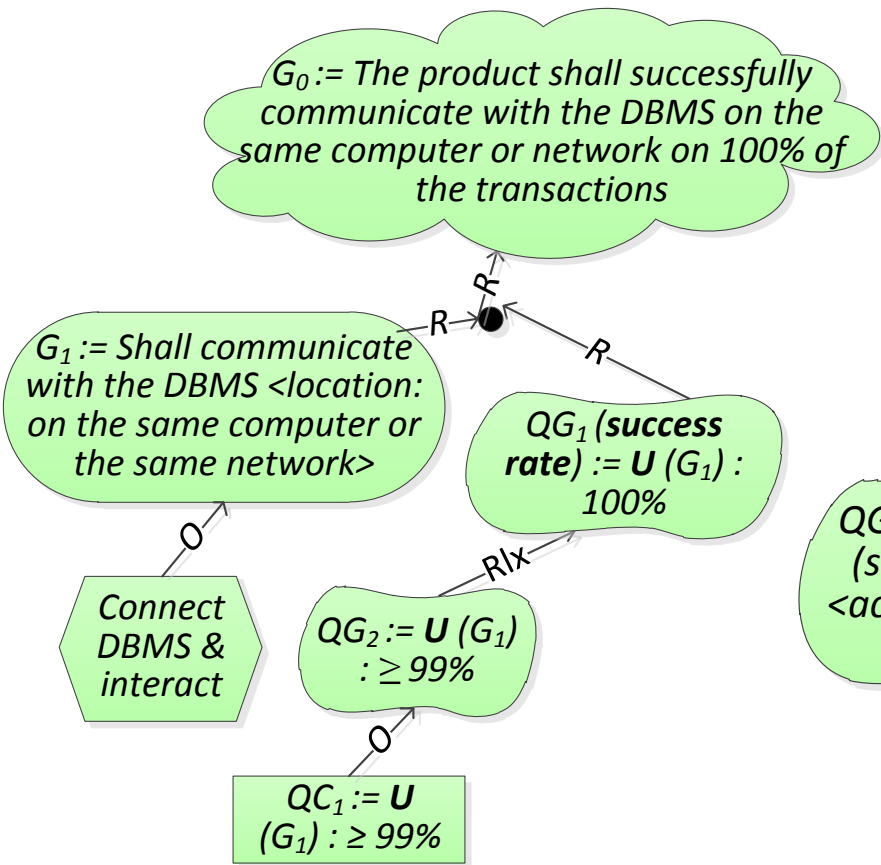 G₀ := The product shall successfully
communicate with the DBMS on the
same computer or network on 100% of
the transactions
R
R
R
G₁ := Shall communicate
with the DBMS <location:
on the same computer or
the same network>
QG₁ (success
rate) := U (G₁) :
100%
O
Rlx
Connect
DBMS &
interact
QG₂ := U (G₁)
: ≥ 99%
O
QC₁ := U
(G₁) : ≥ 99%